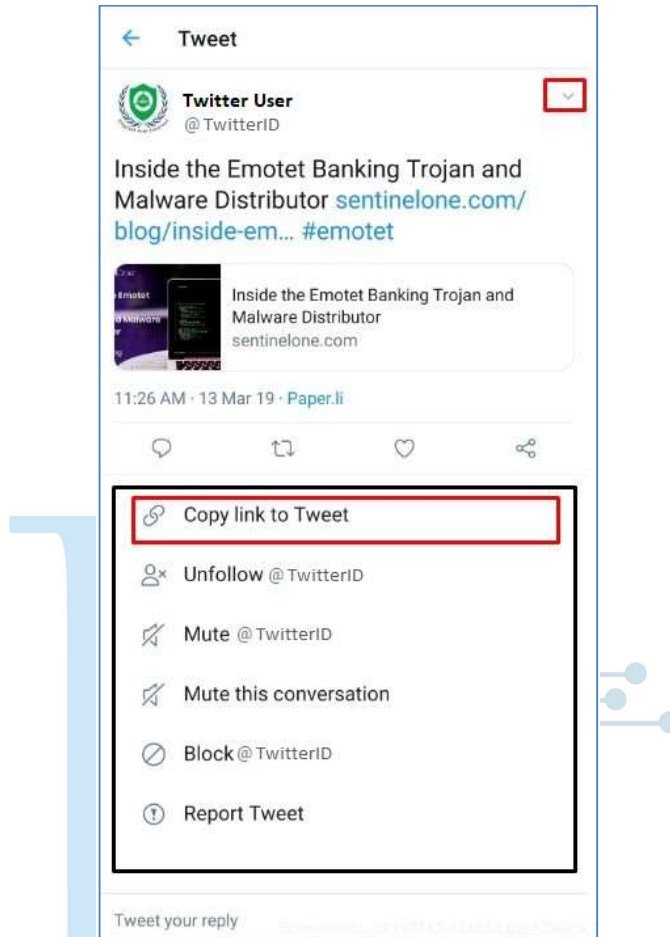 Tweet
Twitter User
@TwitterID
Inside the Emotet Banking Trojan and
Malware Distributor sentinelone.com/
blog/inside-em... #emotet
Emotet
Malware
Inside the Emotet Banking Trojan and
Malware Distributor
sentinelone.com
11:26 AM · 13 Mar 19 · Paper.li
Copy link to Tweet
Unfollow @TwitterID
Mute @TwitterID
Mute this conversation
Block @TwitterID
Report Tweet
Tweet your reply